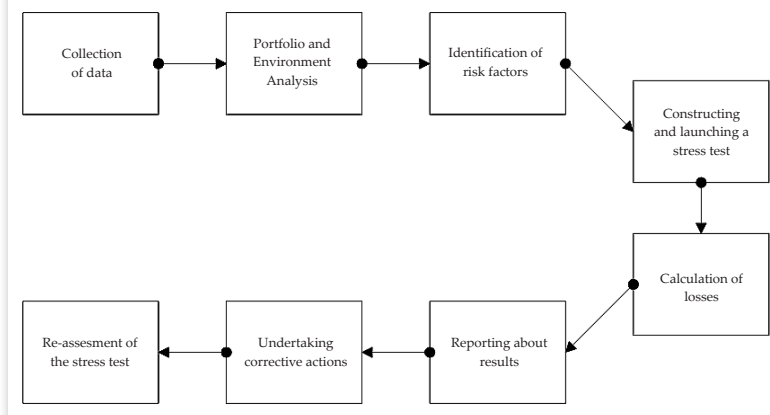 Collection
of data
Portfolio and
Environment
Analysis
Identification of
risk factors
Constructing
and launching a
stress test
Calculation of
losses
Reporting about
results
Undertaking
corrective actions
Re-assesment of
the stress test